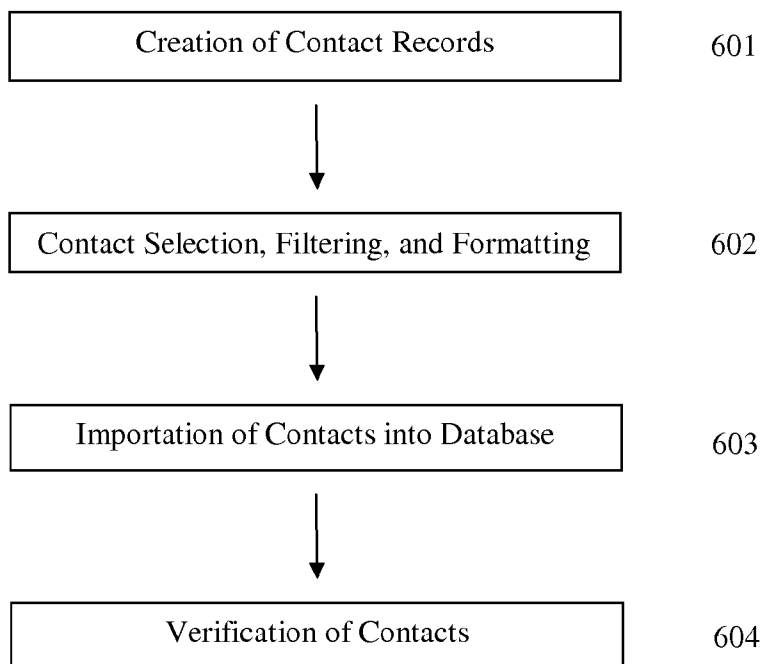 Creation of Contact Records 601
Contact Selection, Filtering, and Formatting 602
Importation of Contacts into Database 603
Verification of Contacts 604